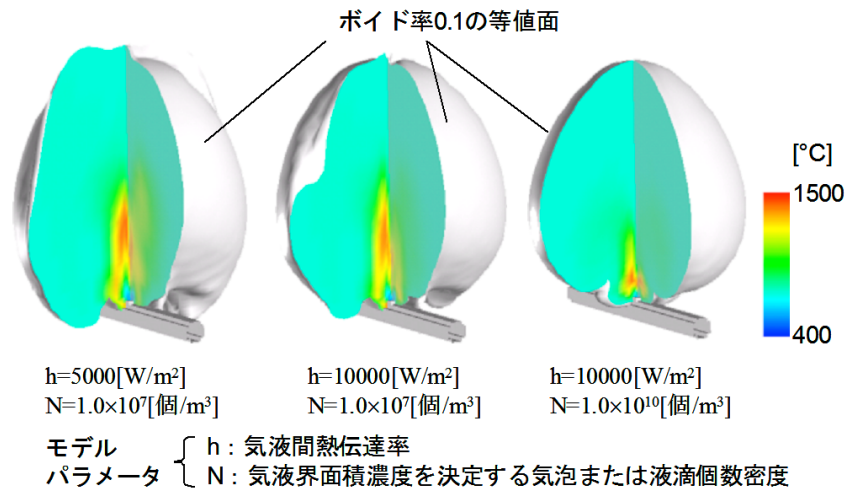 ボイド率0.1の等値面
[°C]
1500
400
h=5000[W/m²]
N=1.0×10⁷[個/m³]
h=10000[W/m²]
N=1.0×10⁷[個/m³]
h=10000[W/m²]
N=1.0×10¹⁰[個/m³]
モデル
パラメータ
h：気液間熱伝達率
N：気液界面積濃度を決定する気泡または液滴個数密度